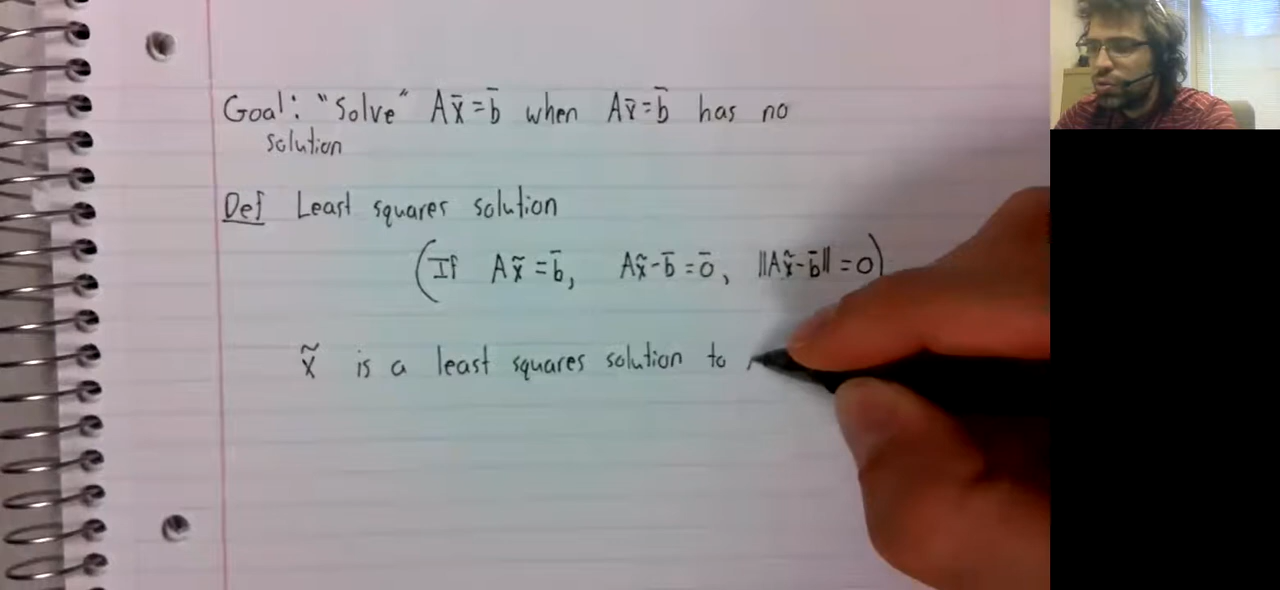 Goal: "Solve" Ax̄ = b̄ when Ax̄ = b̄ has no
solution
Def Least squares solution
(If Ax̃ = b̄, Ax̃ - b̄ = 0̄, ||Ax̃ - b̄|| = 0)
x̃ is a least squares solution to